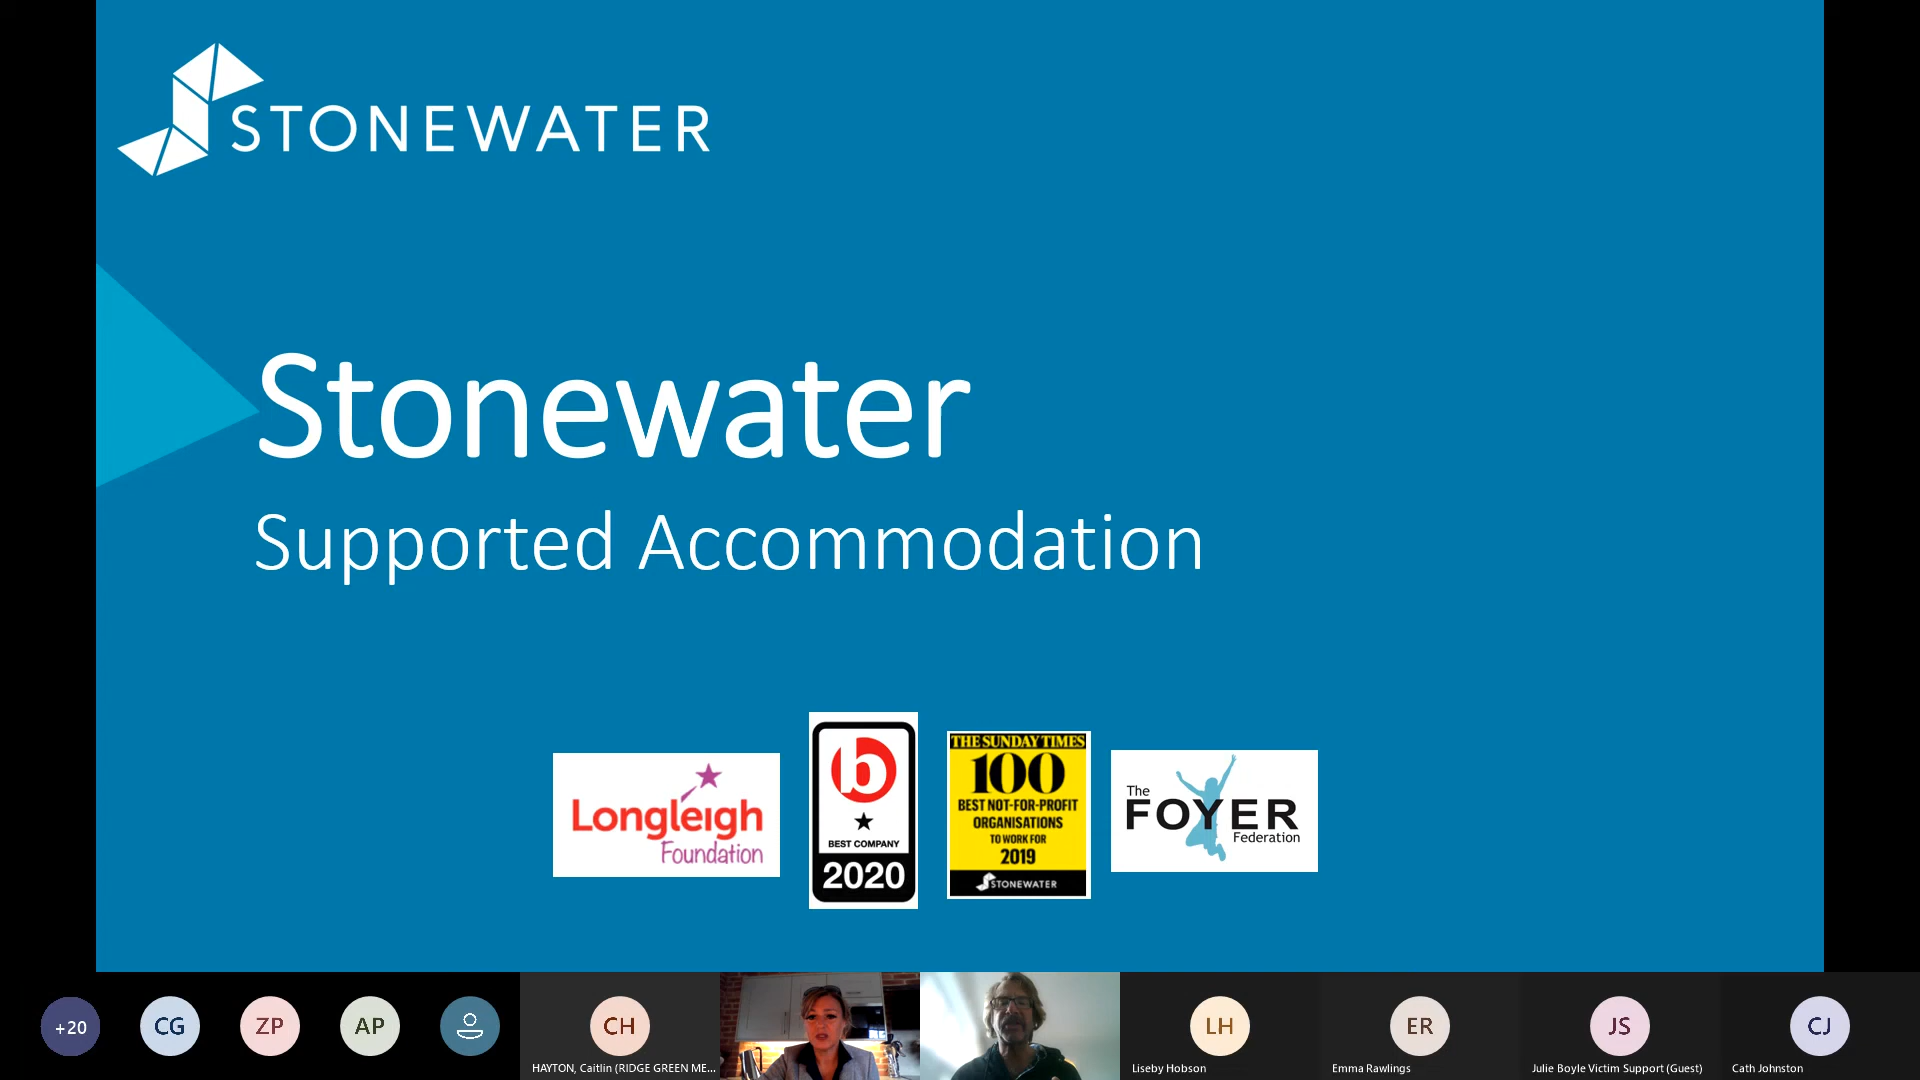 STONEWATER
Stonewater
Supported Accommodation
Longleigh
Foundation
b
BEST COMPANY
2020
THE SUNDAY TIMES
100
BEST NOT-FOR-PROFIT
ORGANISATIONS
TO WORK FOR
2019
STONEWATER
The
FOYER
Federation
+20
CG
ZP
AP
CH
HAYTON, Caitlin (RIDGE GREEN ME...
LH
Liseby Hobson
ER
Emma Rawlings
JS
Julie Boyle Victim Support (Guest)
CJ
Cath Johnston